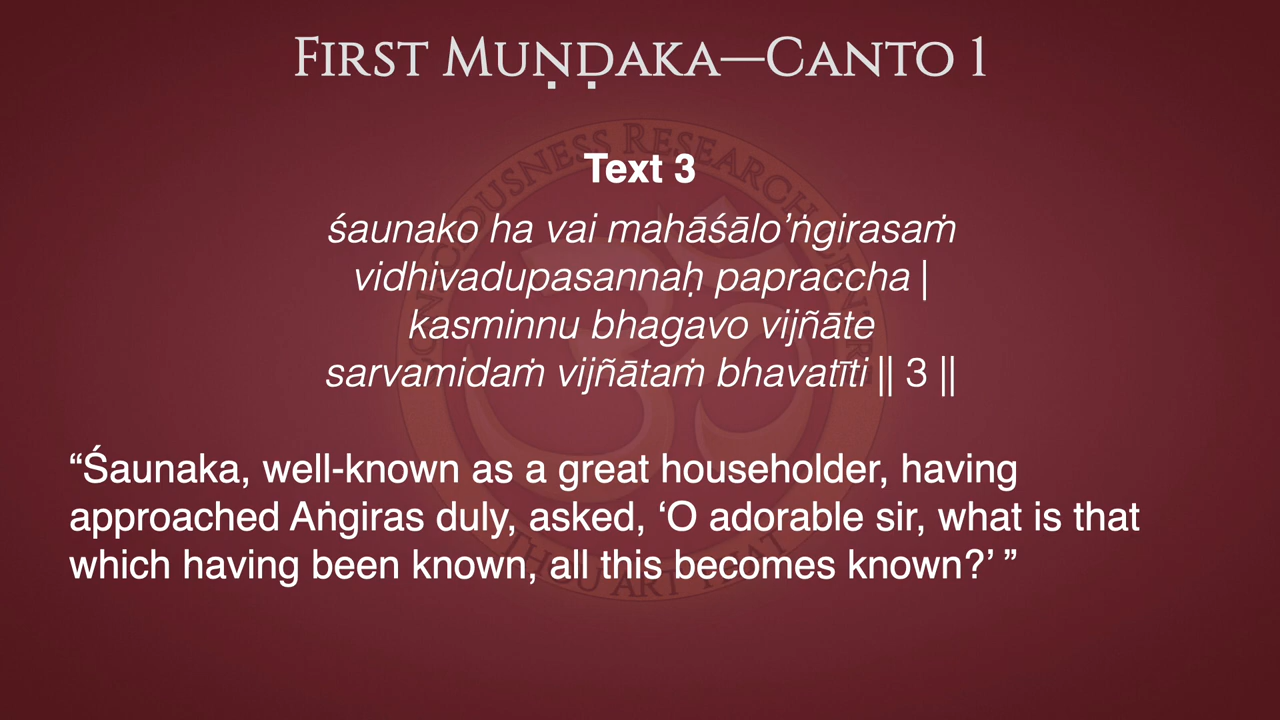 First Muṇḍaka—Canto 1
Text 3
śaunako ha vai mahāśālo’ṅgirasaṁ
vidhivadupasannaḥ papraccha |
kasminnu bhagavo vijñāte
sarvamidaṁ vijñātaṁ bhavatīti || 3 ||
“Śaunaka, well-known as a great householder, having
approached Aṅgiras duly, asked, ‘O adorable sir, what is that
which having been known, all this becomes known?’ ”